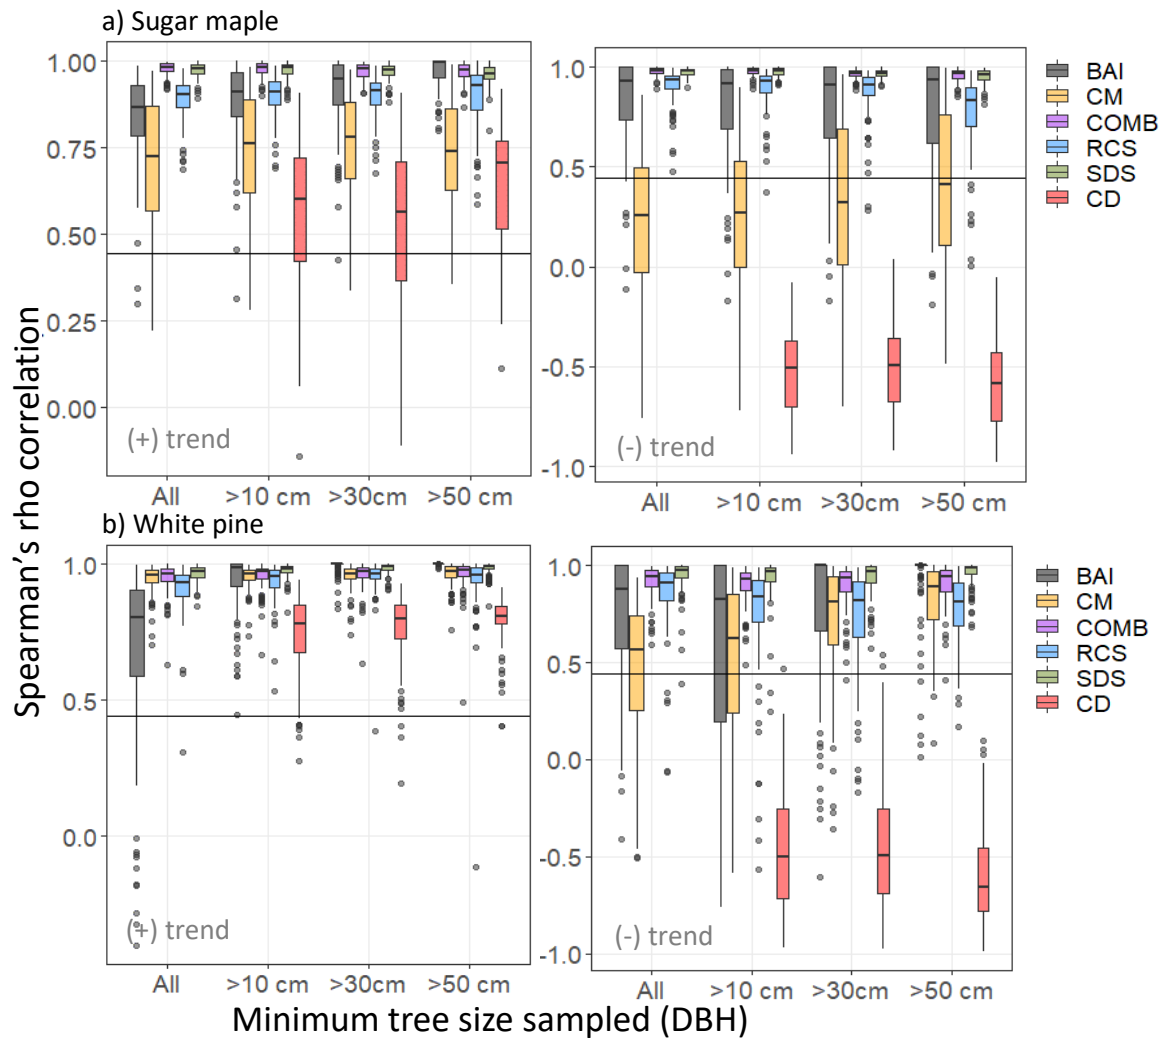 a) Sugar maple
1.00
0.75
0.50
0.25
0.00
(+) trend
All >10 cm >30cm >50 cm
1.0
0.5
0.0
-0.5
-1.0
(-) trend
All >10 cm >30cm >50 cm
BAI
CM
COMB
RCS
SDS
CD
Spearman's rho correlation
b) White pine
1.0
0.5
0.0
(+) trend
All >10 cm >30cm >50 cm
1.0
0.5
0.0
-0.5
-1.0
(-) trend
All >10 cm >30cm >50 cm
BAI
CM
COMB
RCS
SDS
CD
Minimum tree size sampled (DBH)